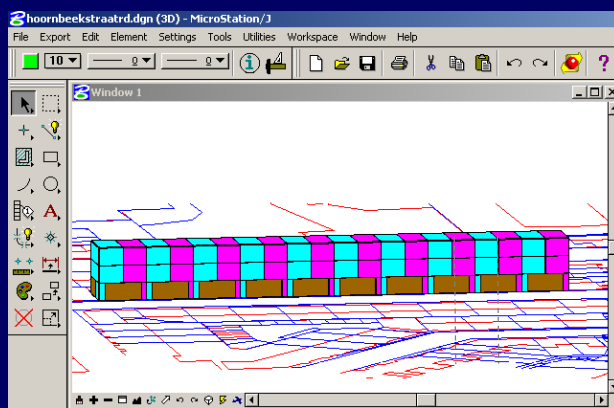 hoornbeekstraatrd.dgn (3D) - MicroStation/J
File Export Edit Element Settings Tools Utilities Workspace Window Help
10 0 0
Window 1